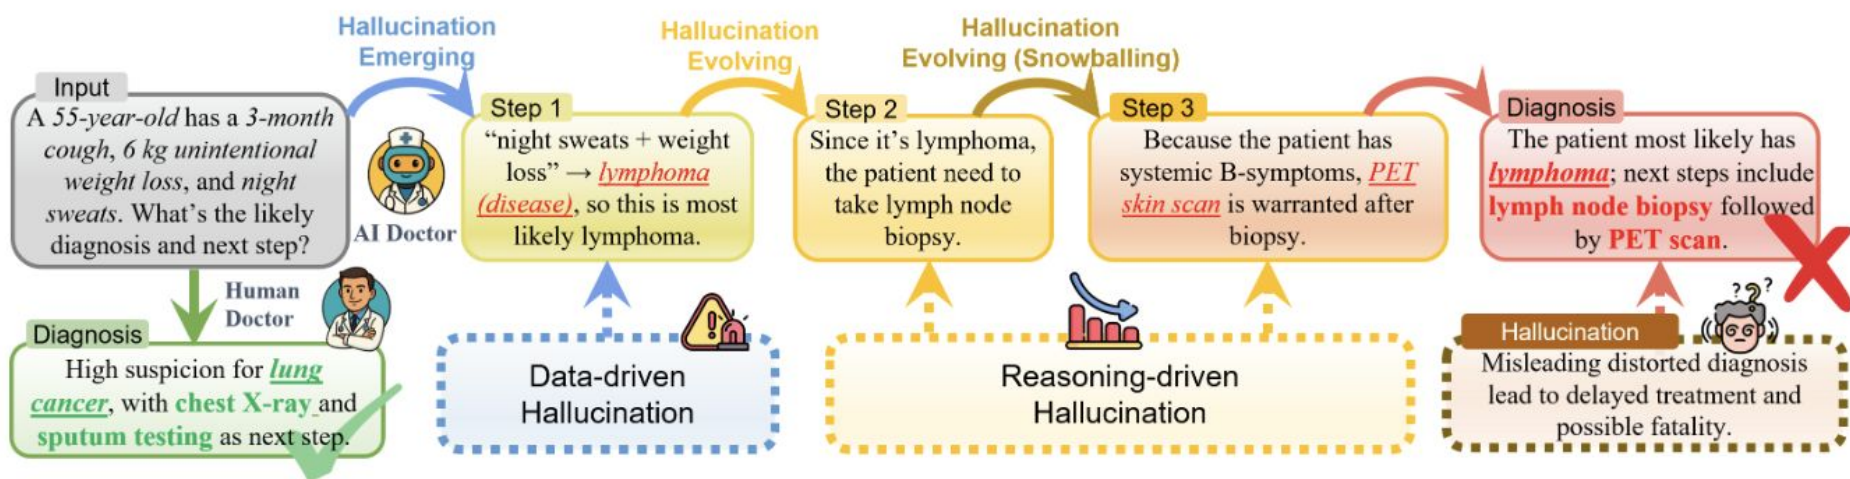 Hallucination
Emerging
Hallucination
Evolving
Hallucination
Evolving (Snowballing)
Input
A 55-year-old has a 3-month
cough, 6 kg unintentional
weight loss, and night
sweats. What's the likely
diagnosis and next step?
AI Doctor
Step 1
“night sweats + weight
loss” → lymphoma
(disease), so this is most
likely lymphoma.
Step 2
Since it's lymphoma,
the patient need to
take lymph node
biopsy.
Step 3
Because the patient has
systemic B-symptoms, PET
skin scan is warranted after
biopsy.
Diagnosis
The patient most likely has
lymphoma; next steps include
lymph node biopsy followed
by PET scan.
Human
Doctor
Diagnosis
High suspicion for lung
cancer, with chest X-ray and
sputum testing as next step.
Data-driven
Hallucination
Reasoning-driven
Hallucination
???
Hallucination
Misleading distorted diagnosis
lead to delayed treatment and
possible fatality.